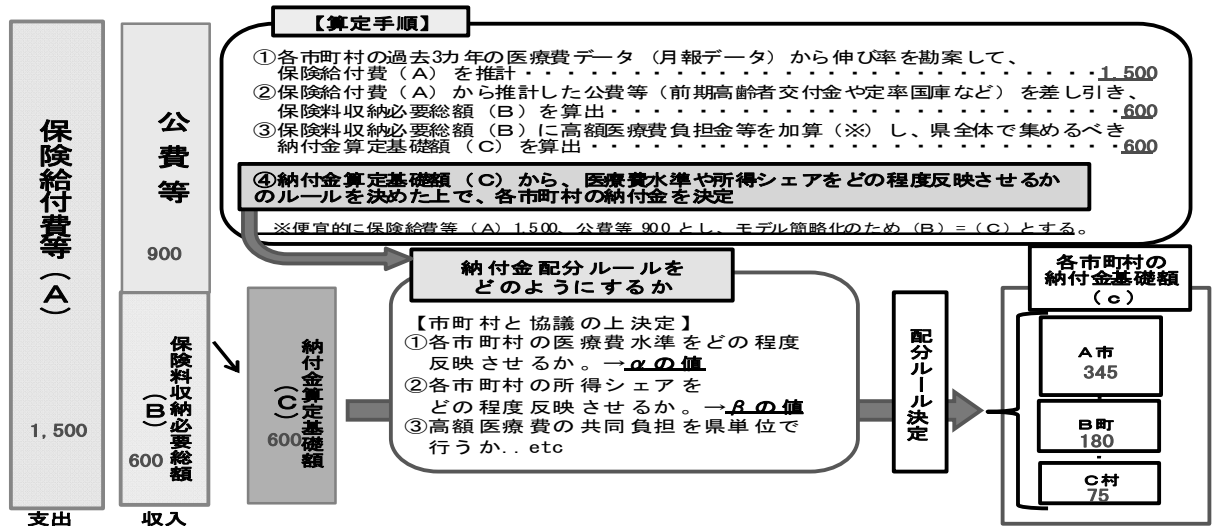 【算定手順】
①各市町村の過去3カ年の医療費データ(月報データ)から伸び率を勘案して、
保険給付費(A)を推計・・・・・・・・・・・・・・・・・・・・・・・・・・・・・1,500
②保険給付費(A)から推計した公費等(前期高齢者交付金や定率国庫など)を差し引き、
保険料収納必要総額(B)を算出・・・・・・・・・・・・・・・・・・・・・・・・・600
③保険料収納必要総額(B)に高額医療費負担金等を加算(※)し、県全体で集めるべき
納付金算定基礎額(C)を算出・・・・・・・・・・・・・・・・・・・・・・・・・・600
④納付金算定基礎額(C)から、医療費水準や所得シェアをどの程度反映させるか
のルールを決めた上で、各市町村の納付金を決定
※便宜的に保険給費等(A)1,500、公費等 900とし、モデル簡略化のため(B)=(C)とする。
保険給付費等(A)
1,500
支出
公費等
900
保険料収納必要総額
(B)
600
収入
納付金算定基礎額
(C)
600
納付金配分ルールを
どのようにするか
【市町村と協議の上決定】
①各市町村の医療費水準をどの程度
反映させるか。→αの値
②各市町村の所得シェアを
どの程度反映させるか。→βの値
③高額医療費の共同負担を県単位で
行うか..etc
配分ルール決定
各市町村の
納付金基礎額
(c)
A市
345
B町
180
C村
75